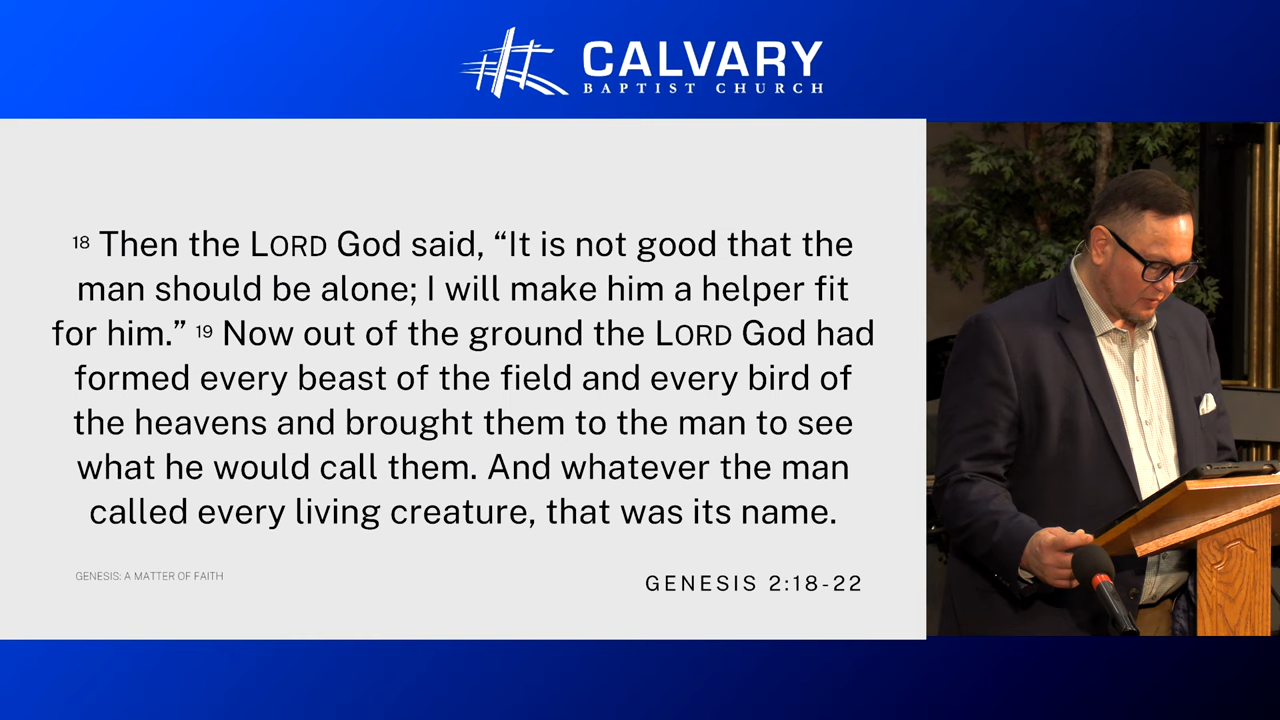 CALVARY
BAPTIST CHURCH
18 Then the LORD God said, “It is not good that the
man should be alone; I will make him a helper fit
for him.” 19 Now out of the ground the LORD God had
formed every beast of the field and every bird of
the heavens and brought them to the man to see
what he would call them. And whatever the man
called every living creature, that was its name.
GENESIS: A MATTER OF FAITH
GENESIS 2:18-22